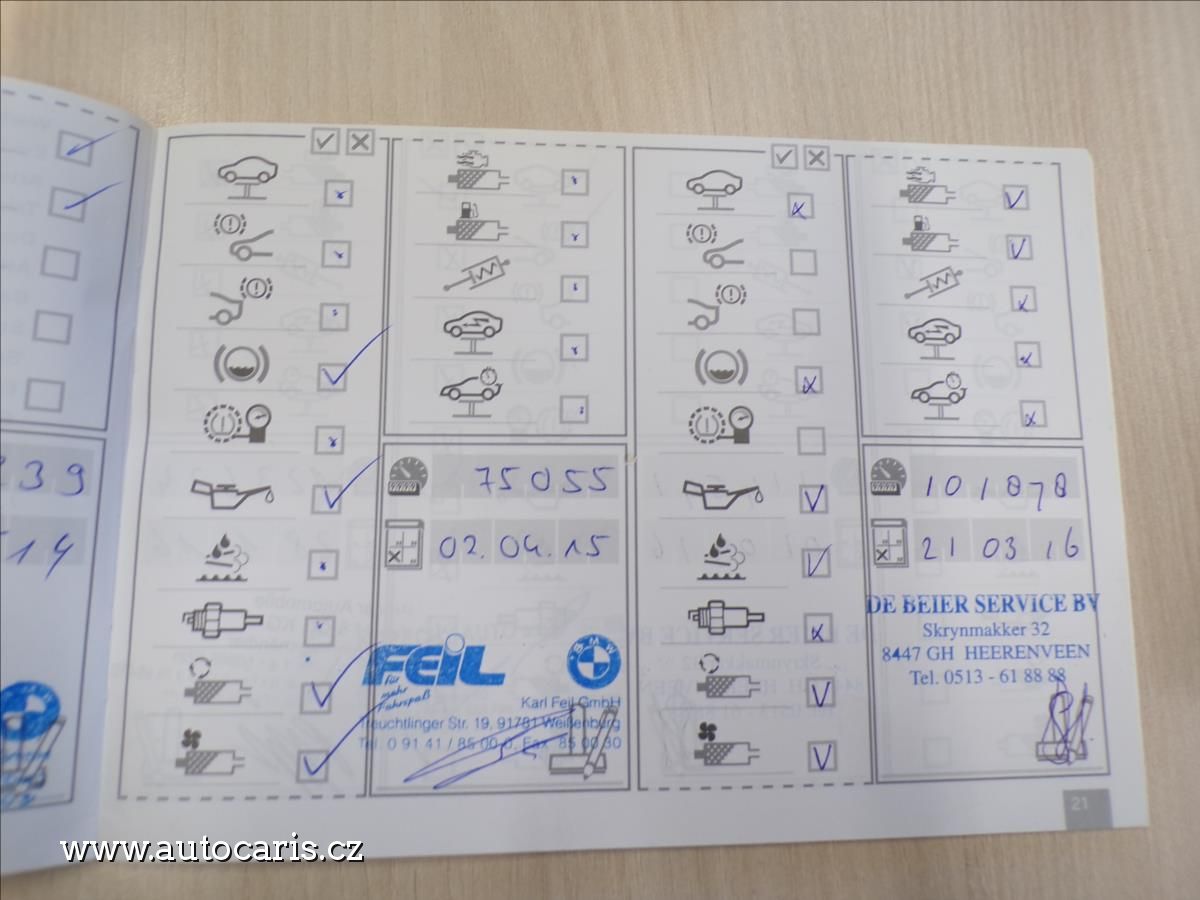 39
14
75055
02.04.15
FEIL
für
mehr
Fahrspaß
BMW
Karl Feil GmbH
Treuchtlinger Str. 19, 91781 Weißenburg
Tel. 0 91 41 / 85 00-0, Fax 85 00 30
101878
21 03 16
DE BEIER SERVICE BV
Skrynmakker 32
8447 GH HEERENVEEN
Tel. 0513 - 61 88 88
21
www.autocaris.cz